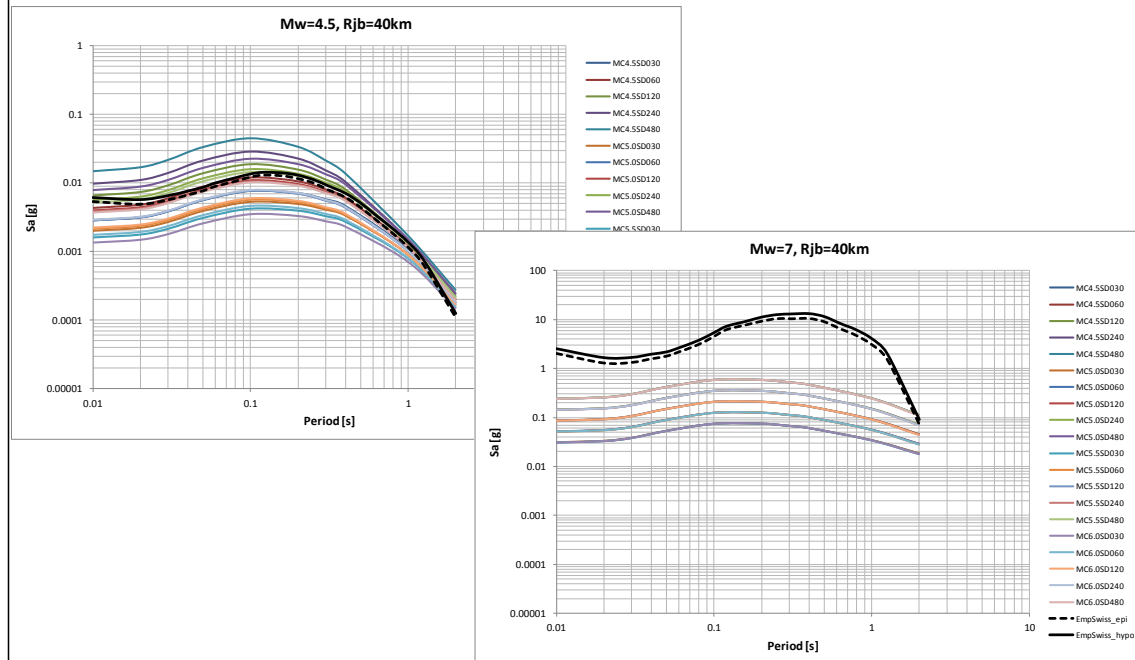 Mw=4.5, Rjb=40km
1
0.1
0.01
0.001
0.0001
0.00001
0.01
0.1
1
Sa [g]
Period [s]
MC4.5SD030
MC4.5SD060
MC4.5SD120
MC4.5SD240
MC4.5SD480
MC5.0SD030
MC5.0SD060
MC5.0SD120
MC5.0SD240
MC5.0SD480
MC5.5SD030
Mw=7, Rjb=40km
100
10
1
0.1
0.01
0.001
0.0001
0.00001
0.01
0.1
1
10
Sa [g]
Period [s]
MC4.5SD030
MC4.5SD060
MC4.5SD120
MC4.5SD240
MC4.5SD480
MC5.0SD030
MC5.0SD060
MC5.0SD120
MC5.0SD240
MC5.0SD480
MC5.5SD030
MC5.5SD060
MC5.5SD120
MC5.5SD240
MC5.5SD480
MC6.0SD030
MC6.0SD060
MC6.0SD120
MC6.0SD240
MC6.0SD480
EmpSwiss_epi
EmpSwiss_hypo